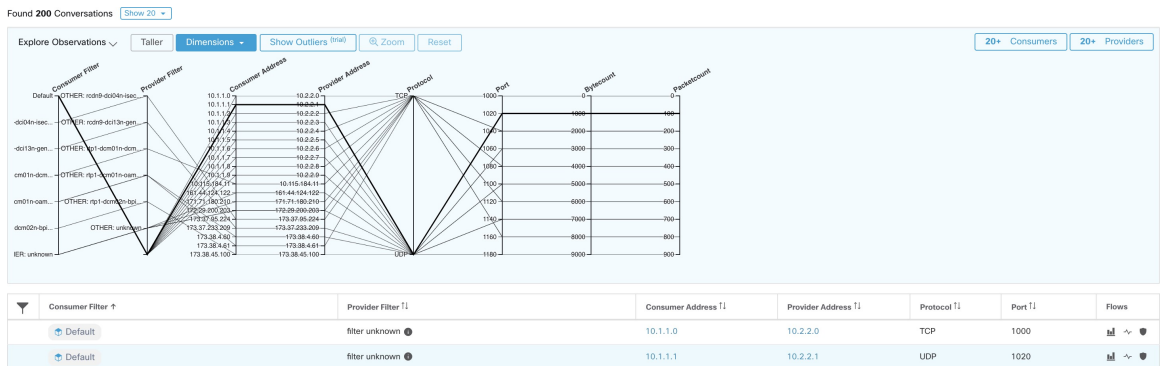 Found 200 Conversations Show 20
Explore Observations Taller Dimensions Show Outliers (trial) Zoom Reset 20+ Consumers 20+ Providers
Consumer Filter Provider Filter Consumer Address Provider Address Protocol Port Bytecount Packetcount
Default OTHER: rcdn9-dci04n-isec... 10.1.1.0 10.2.2.0 TCP 1000 0 0
10.1.1.1 10.2.2.1 1020 1000 100
-dci04n-isec... OTHER: rcdn9-dci13n-gen... 10.1.1.2 10.2.2.2
10.1.1.3 10.2.2.3 1040 2000 200
10.1.1.4 10.2.2.4
-dci13n-gen... OTHER: rtp1-dcm01n-dcm... 10.1.1.5 10.2.2.5 1060 3000 300
10.1.1.6 10.2.2.6
10.1.1.7 10.2.2.7
cm01n-dcm... OTHER: rtp1-dcm01n-oam... 10.1.1.8 10.2.2.8 1080 4000 400
10.1.1.9 10.2.2.9
10.115.184.11 10.115.184.11 1100 5000 500
161.44.124.122 161.44.124.122
cm01n-oam... OTHER: rtp1-dcm02n-bpi... 171.71.180.210 171.71.180.210 1120 6000 600
172.29.200.203 172.29.200.203
173.37.95.224 173.37.95.224 1140 7000 700
dcm02n-bpi... OTHER: unknown 173.37.233.209 173.37.233.209
173.38.4.60 173.38.4.60 1160 8000 800
173.38.4.61 173.38.4.61
IER: unknown 173.38.45.100 173.38.45.100 UDP 1180 9000 900
Consumer Filter Provider Filter Consumer Address Provider Address Protocol Port Flows
Default filter unknown 10.1.1.0 10.2.2.0 TCP 1000
Default filter unknown 10.1.1.1 10.2.2.1 UDP 1020